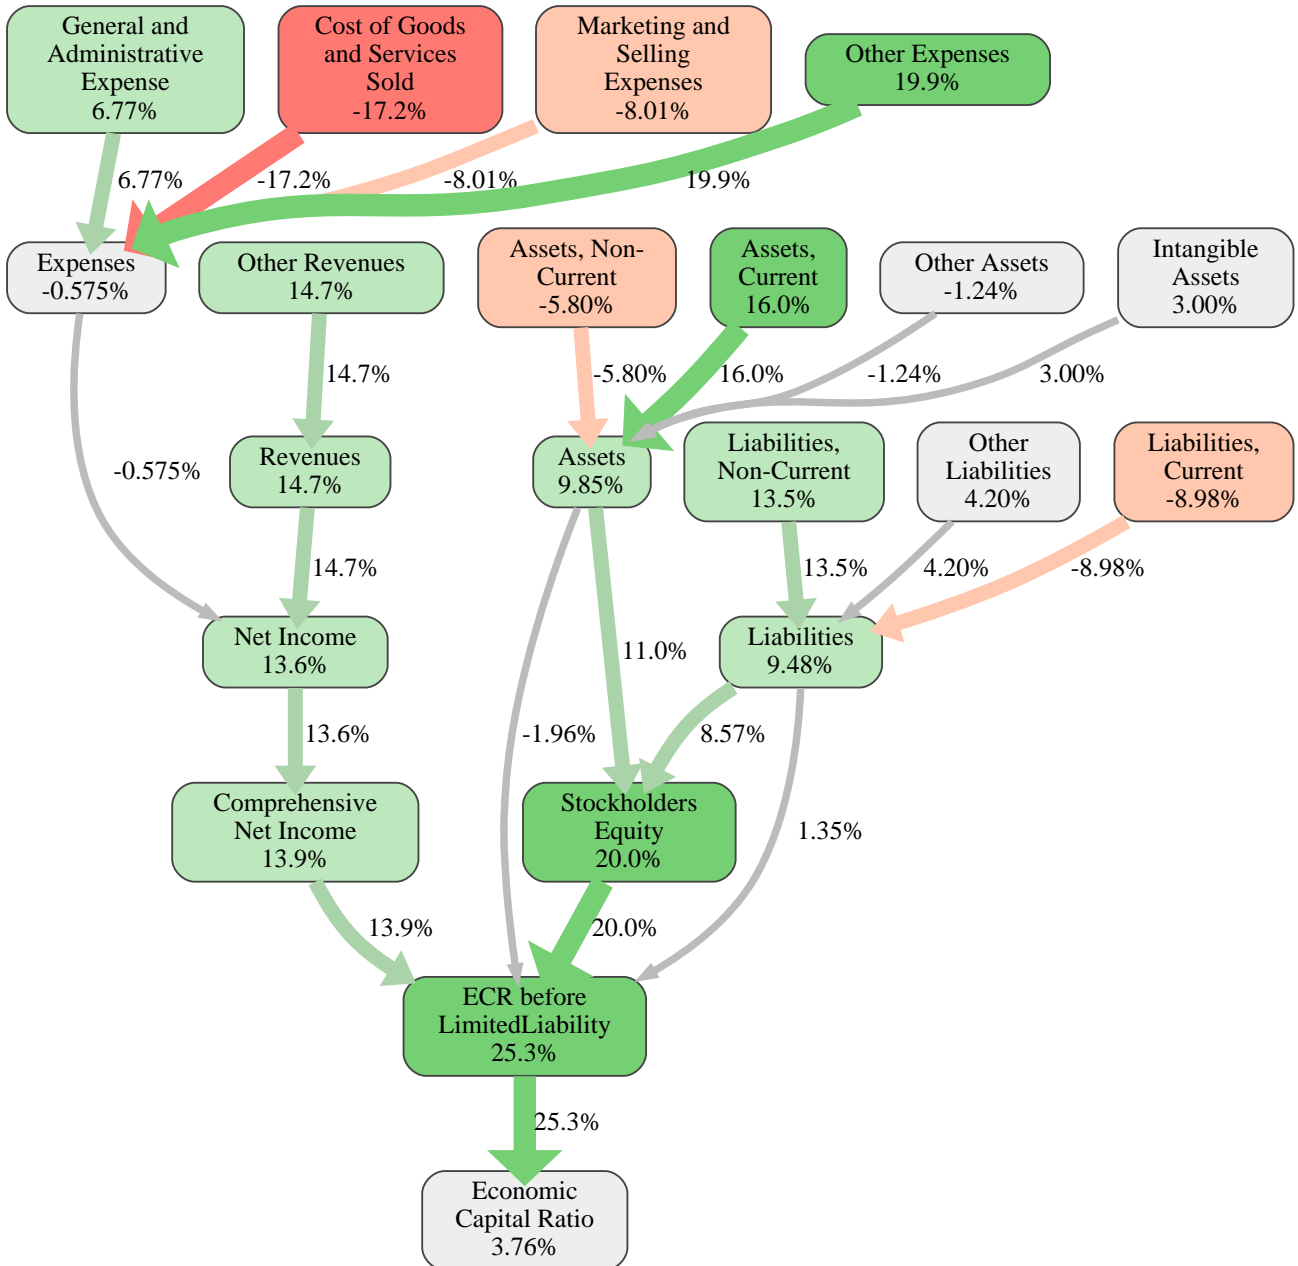 General and
Administrative
Expense
6.77%
Cost of Goods
and Services
Sold
-17.2%
Marketing and
Selling
Expenses
-8.01%
Other Expenses
19.9%
6.77%
-17.2%
-8.01%
19.9%
Expenses
-0.575%
Other Revenues
14.7%
Assets, Non-
Current
-5.80%
Assets,
Current
16.0%
Other Assets
-1.24%
Intangible
Assets
3.00%
14.7%
-5.80%
16.0%
-1.24%
3.00%
-0.575%
Revenues
14.7%
Assets
9.85%
Liabilities,
Non-Current
13.5%
Other
Liabilities
4.20%
Liabilities,
Current
-8.98%
14.7%
13.5%
4.20%
-8.98%
Net Income
13.6%
11.0%
Liabilities
9.48%
13.6%
-1.96%
8.57%
Comprehensive
Net Income
13.9%
Stockholders
Equity
20.0%
1.35%
13.9%
20.0%
ECR before
LimitedLiability
25.3%
25.3%
Economic
Capital Ratio
3.76%